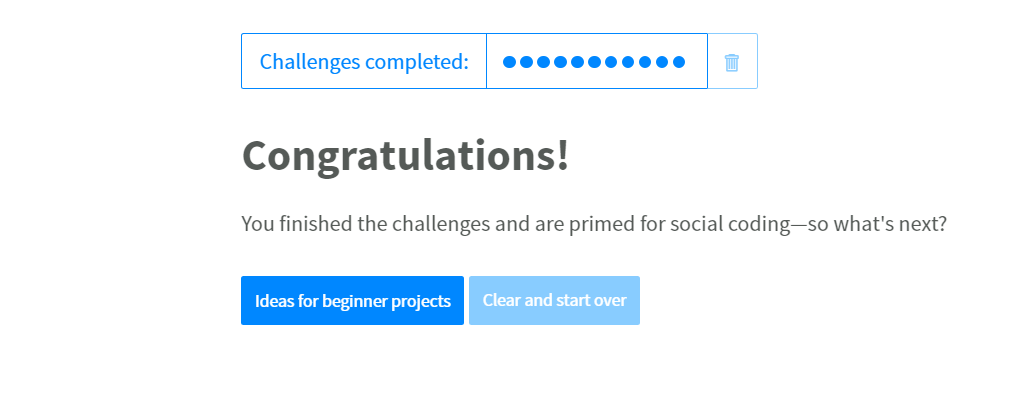 Challenges completed:
Congratulations!
You finished the challenges and are primed for social coding—so what's next?
Ideas for beginner projects
Clear and start over